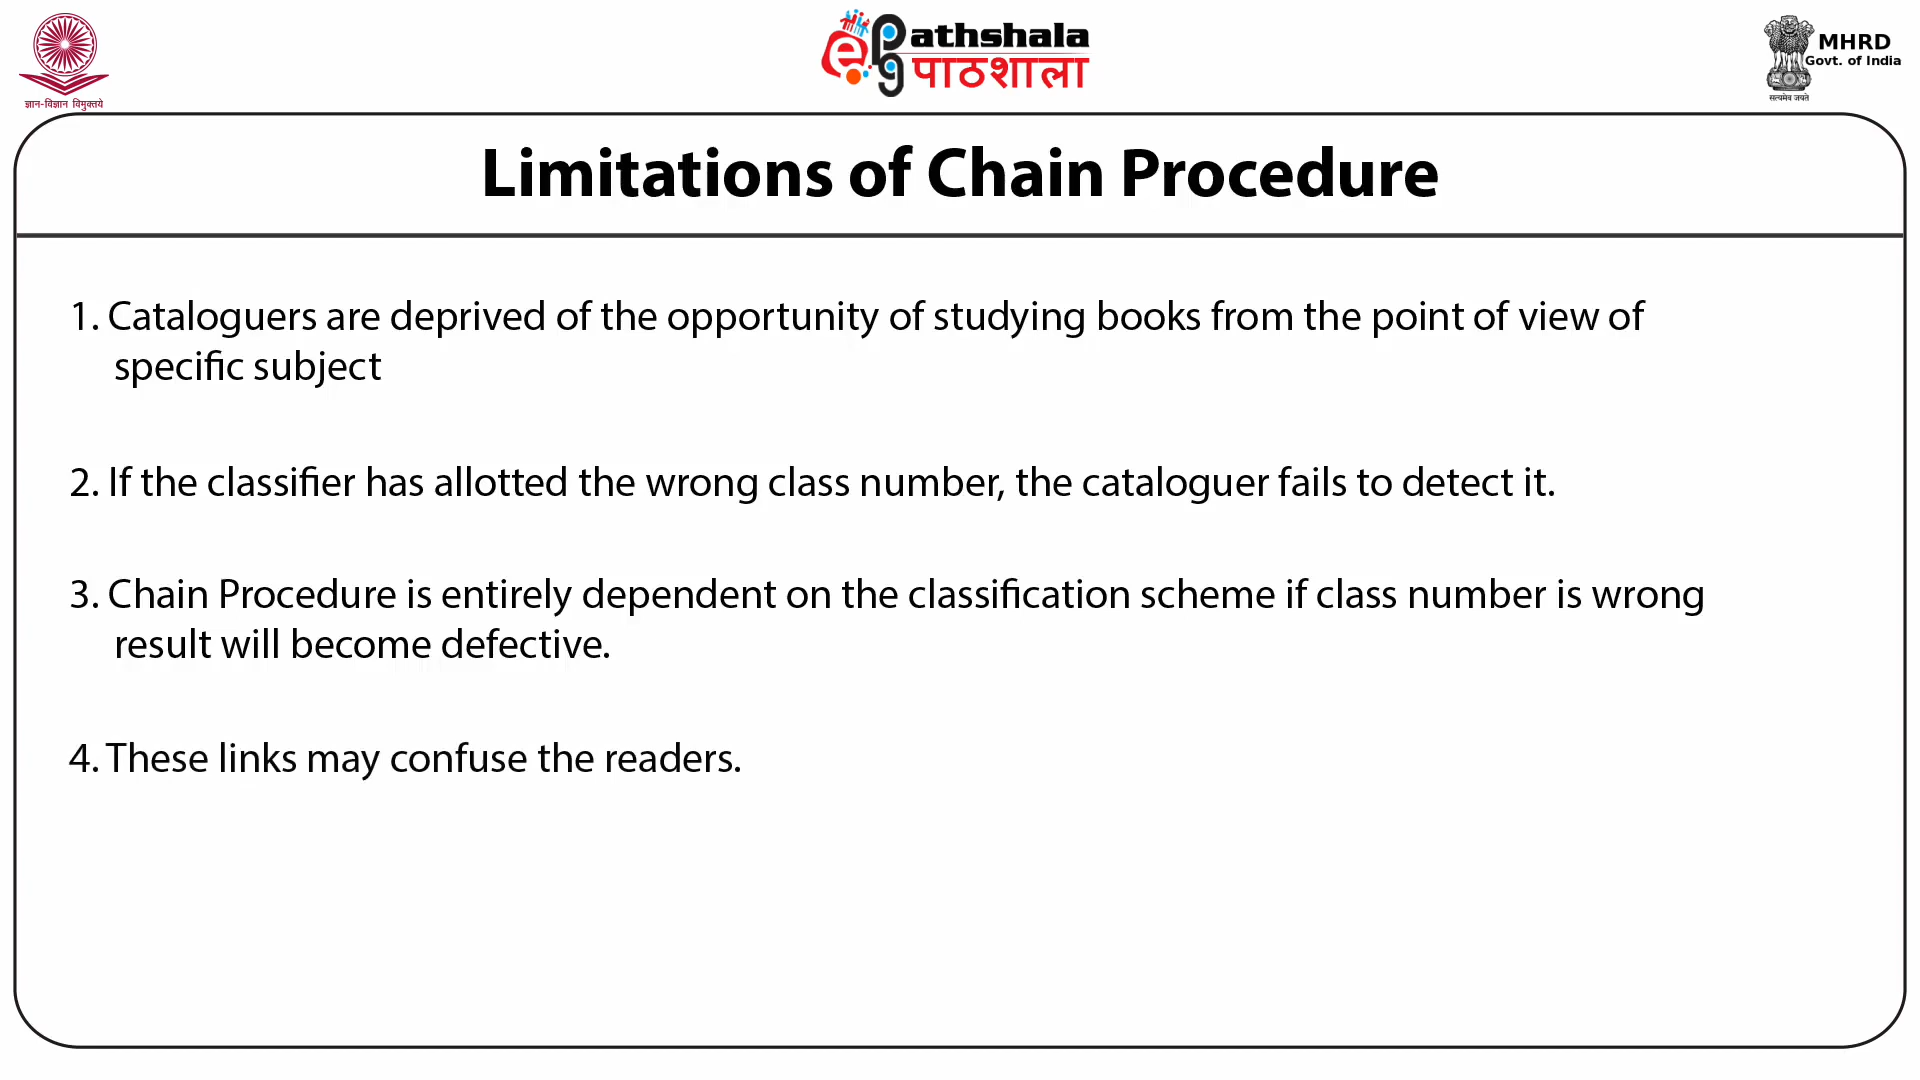 ज्ञान-विज्ञान विमुक्तये
ePathshala
पाठशाला
MHRD
Govt. of India
सत्यमेव जयते
Limitations of Chain Procedure
1. Cataloguers are deprived of the opportunity of studying books from the point of view of
specific subject
2. If the classifier has allotted the wrong class number, the cataloguer fails to detect it.
3. Chain Procedure is entirely dependent on the classification scheme if class number is wrong
result will become defective.
4. These links may confuse the readers.